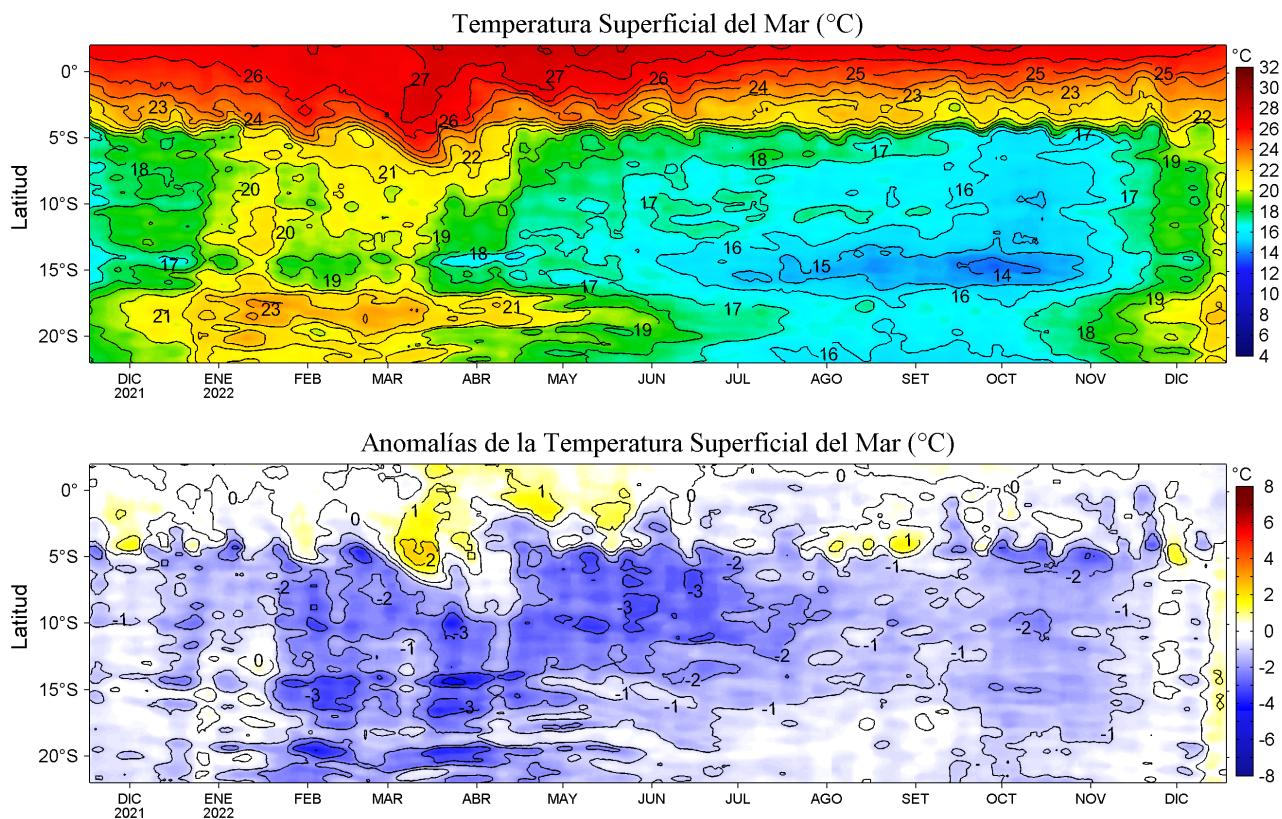 Temperatura Superficial del Mar (°C)
Latitud
0°
5°S
10°S
15°S
20°S
26 27 27 26 25 25
23 24 24 23 23 22
24 26 22
18 20 21 19 18 17 17 19
20 19 18 17 16 16 17
17 19 17 16 15 14 16
21 23 21 19 17 18 19
16
DIC ENE FEB MAR ABR MAY JUN JUL AGO SET OCT NOV DIC
2021 2022
°C
32
30
28
26
24
22
20
18
16
14
12
10
8
6
4
Anomalías de la Temperatura Superficial del Mar (°C)
Latitud
0°
5°S
10°S
15°S
20°S
0 1 0 0
0 1 1
2 -2 -1 -2
-2 -2 -3 -3 -1
-1 -3 -1 -2
0 -1 -2 -1
-3 -3 -1 -2 -1
-1 -1 -1
DIC ENE FEB MAR ABR MAY JUN JUL AGO SET OCT NOV DIC
2021 2022
°C
8
6
4
2
0
-2
-4
-6
-8